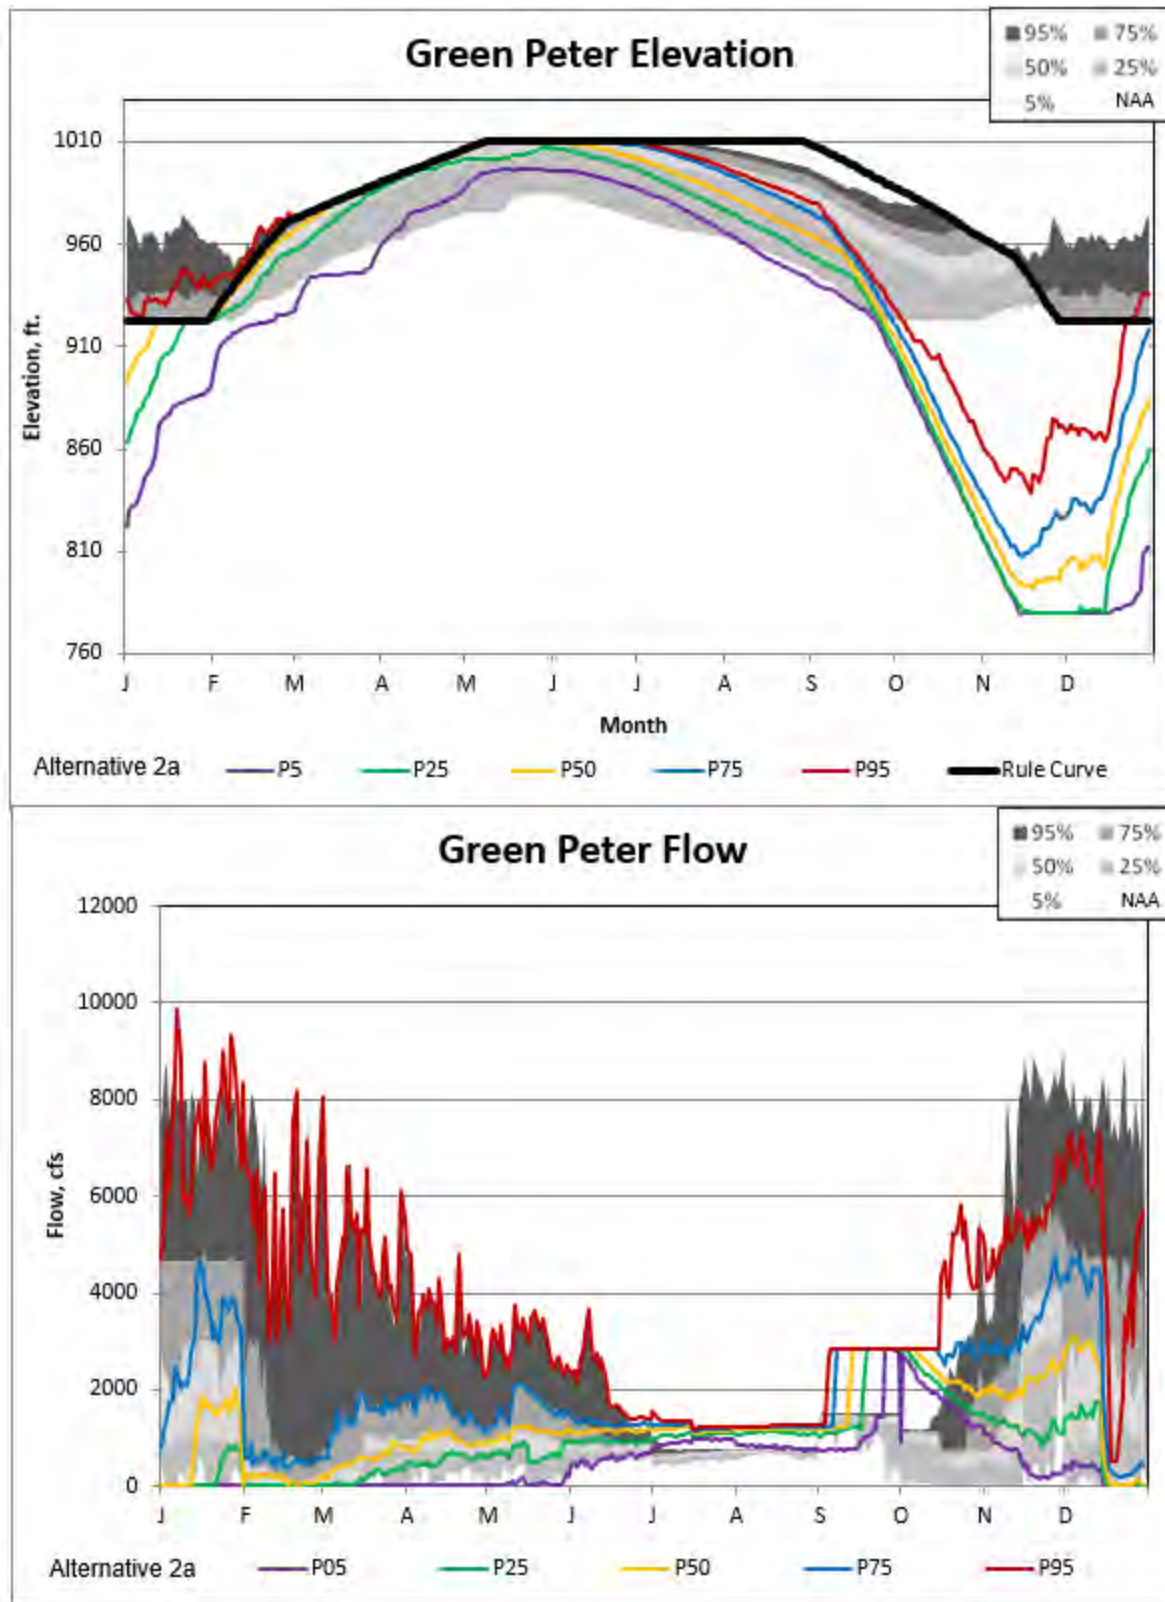 Green Peter Elevation
95% 75%
50% 25%
5% NAA
1010
960
910
860
810
760
Elevation, ft.
J F M A M J J A S O N D
Month
Alternative 2a P5 P25 P50 P75 P95 Rule Curve
Green Peter Flow
95% 75%
50% 25%
5% NAA
12000
10000
8000
6000
4000
2000
0
Flow, cfs
J F M A M J J A S O N D
Alternative 2a P05 P25 P50 P75 P95